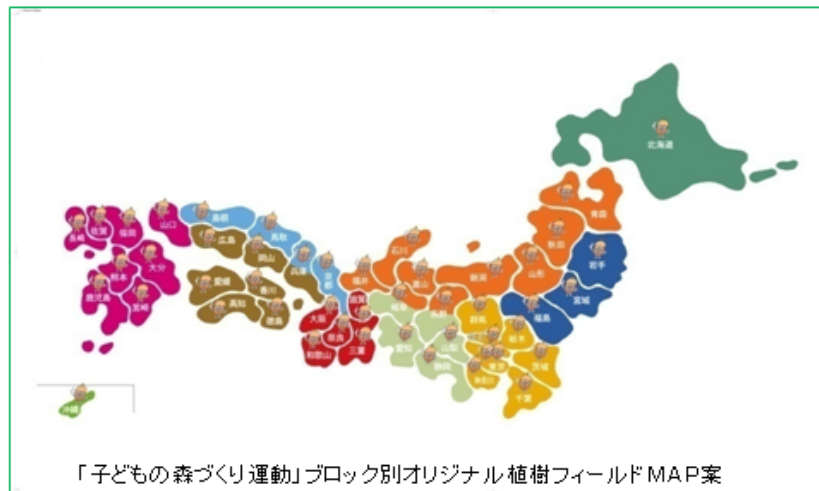 北海道
青森
秋田
岩手
山形
宮城
福島
新潟
石川
富山
福井
長野
岐阜
群馬
栃木
茨城
東京
神奈川
千葉
山梨
静岡
愛知
滋賀
京都
大阪
奈良
三重
和歌山
兵庫
鳥取
島根
岡山
広島
山口
香川
徳島
愛媛
高知
福岡
佐賀
長崎
大分
熊本
宮崎
鹿児島
沖縄
「子どもの森づくり運動」ブロック別オリジナル植樹フィールドMAP案